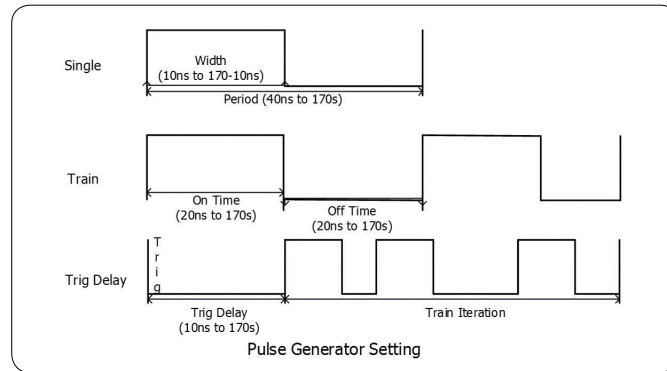 Single
Width
(10ns to 170-10ns)
Period (40ns to 170s)
Train
On Time
(20ns to 170s)
Off Time
(20ns to 170s)
Trig
Trig Delay
Trig Delay
(10ns to 170s)
Train Iteration
Pulse Generator Setting